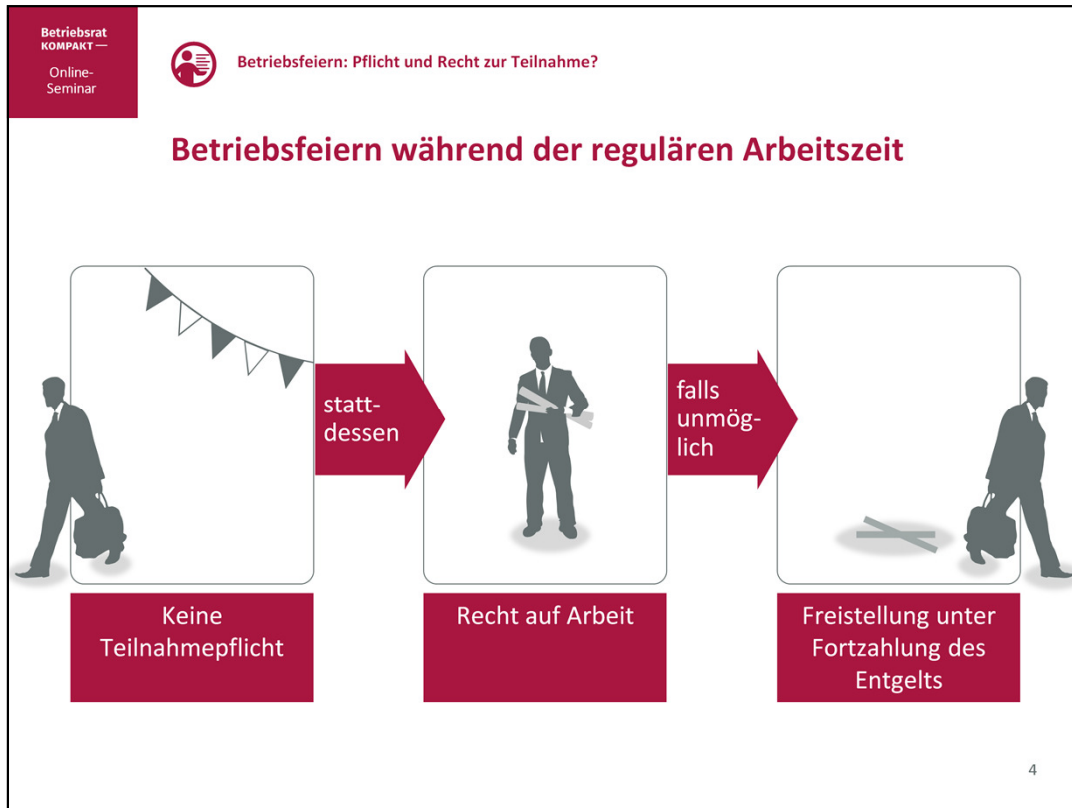 Betriebsrat
KOMPAKT —
Online-
Seminar
Betriebsfeiern: Pflicht und Recht zur Teilnahme?
Betriebsfeiern während der regulären Arbeitszeit
statt-
dessen
falls
unmög-
lich
Keine
Teilnahmepflicht
Recht auf Arbeit
Freistellung unter
Fortzahlung des
Entgelts
4